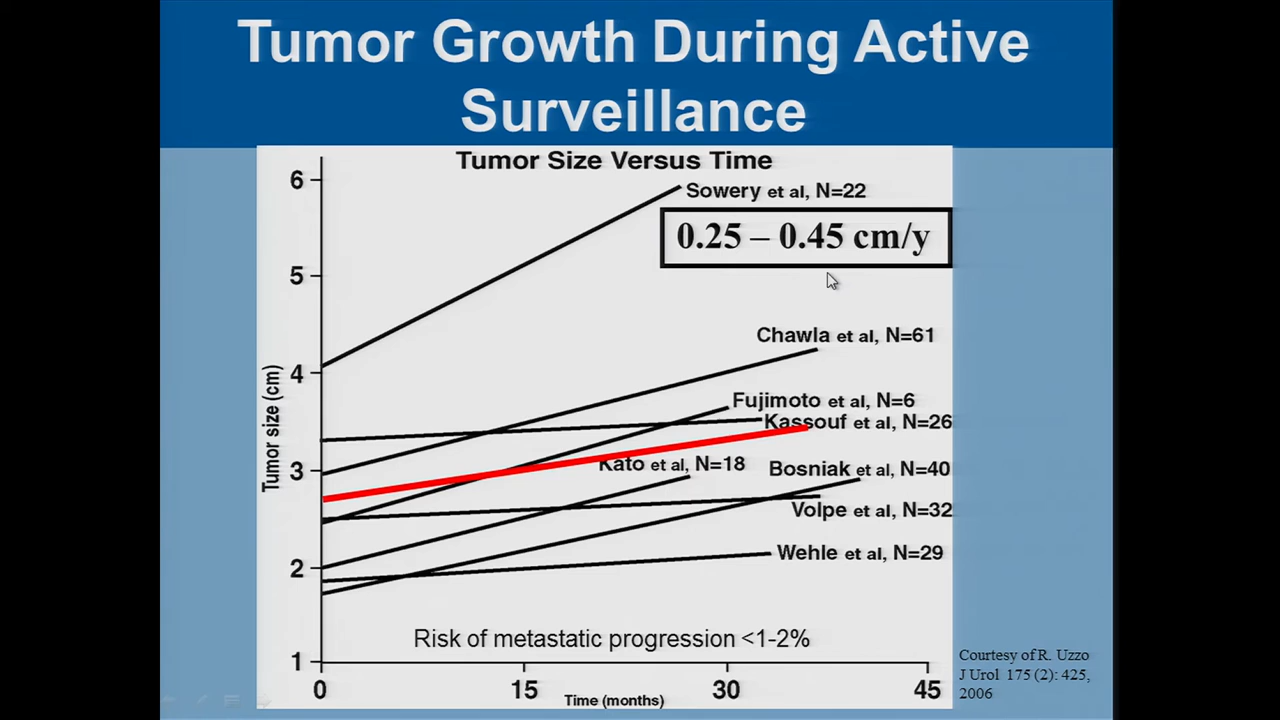 Tumor Growth During Active
Surveillance
Tumor Size Versus Time
6
Sowery et al, N=22
0.25 – 0.45 cm/y
5
Chawla et al, N=61
4
Fujimoto et al, N=6
Kassouf et al, N=26
Tumor size (cm)
Kato et al, N=18
3
Bosniak et al, N=40
Volpe et al, N=32
Wehle et al, N=29
2
Risk of metastatic progression <1-2%
1
0
15
30
45
Time (months)
Courtesy of R. Uzzo
J Urol 175 (2): 425,
2006